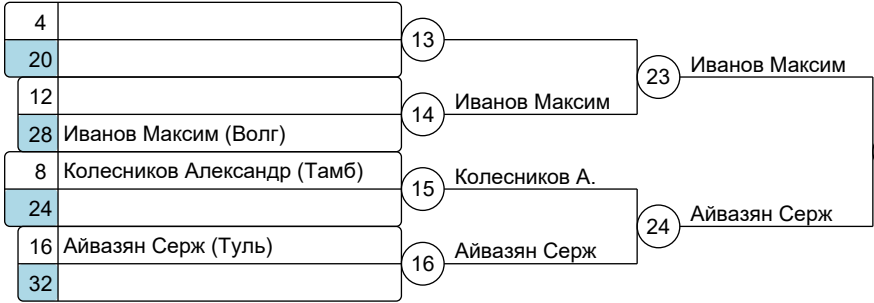 4
13
20
23 Иванов Максим
12
14 Иванов Максим
28 Иванов Максим (Волг)
8 Колесников Александр (Тамб)
15 Колесников А.
24
24 Айвазян Серж
16 Айвазян Серж (Туль)
16 Айвазян Серж
32